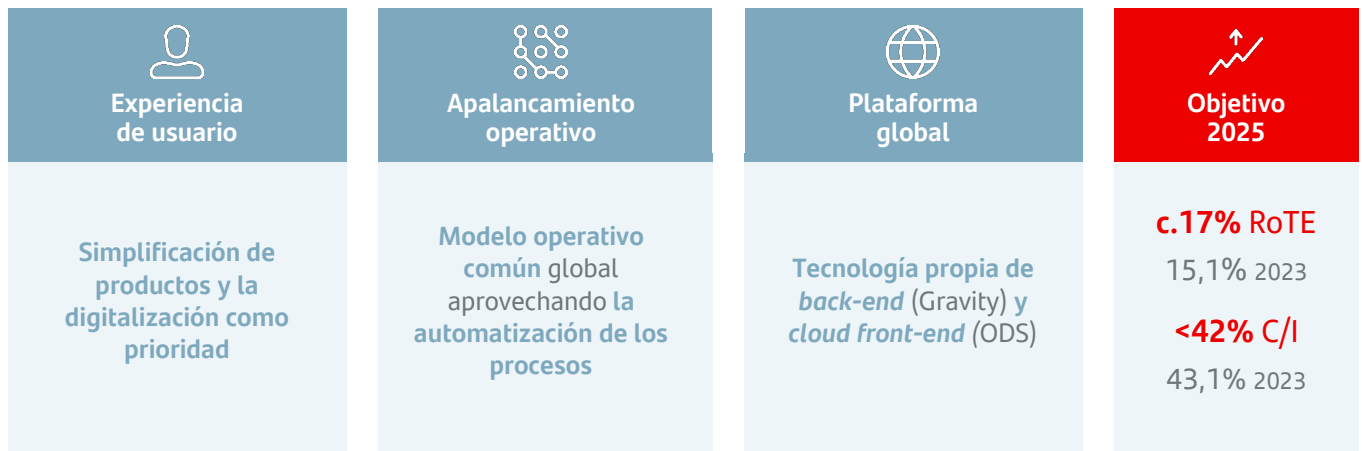 Experiencia
de usuario
Simplificación de
productos y la
digitalización como
prioridad
Apalancamiento
operativo
Modelo operativo
común global
aprovechando la
automatización de los
procesos
Plataforma
global
Tecnología propia de
back-end (Gravity) y
cloud front-end (ODS)
Objetivo
2025
c.17% RoTE
15,1% 2023
<42% C/I
43,1% 2023